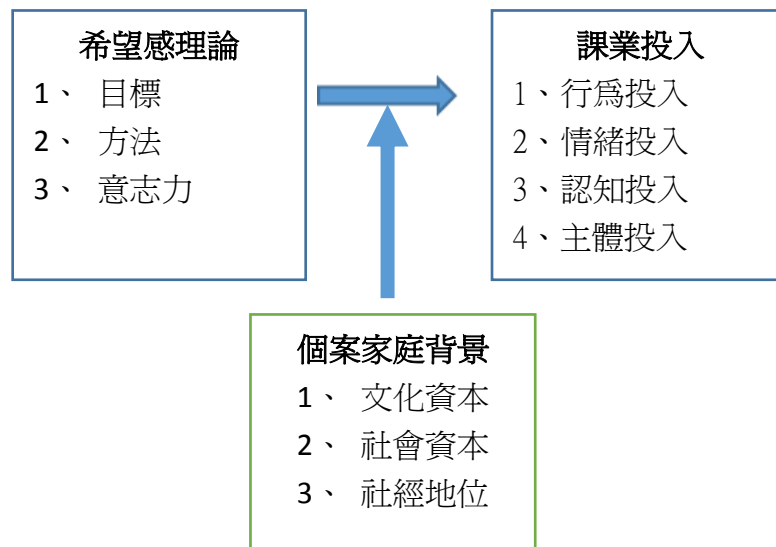 希望感理論
1、 目標
2、 方法
3、 意志力
課業投入
1、行為投入
2、情緒投入
3、認知投入
4、主體投入
個案家庭背景
1、 文化資本
2、 社會資本
3、 社經地位